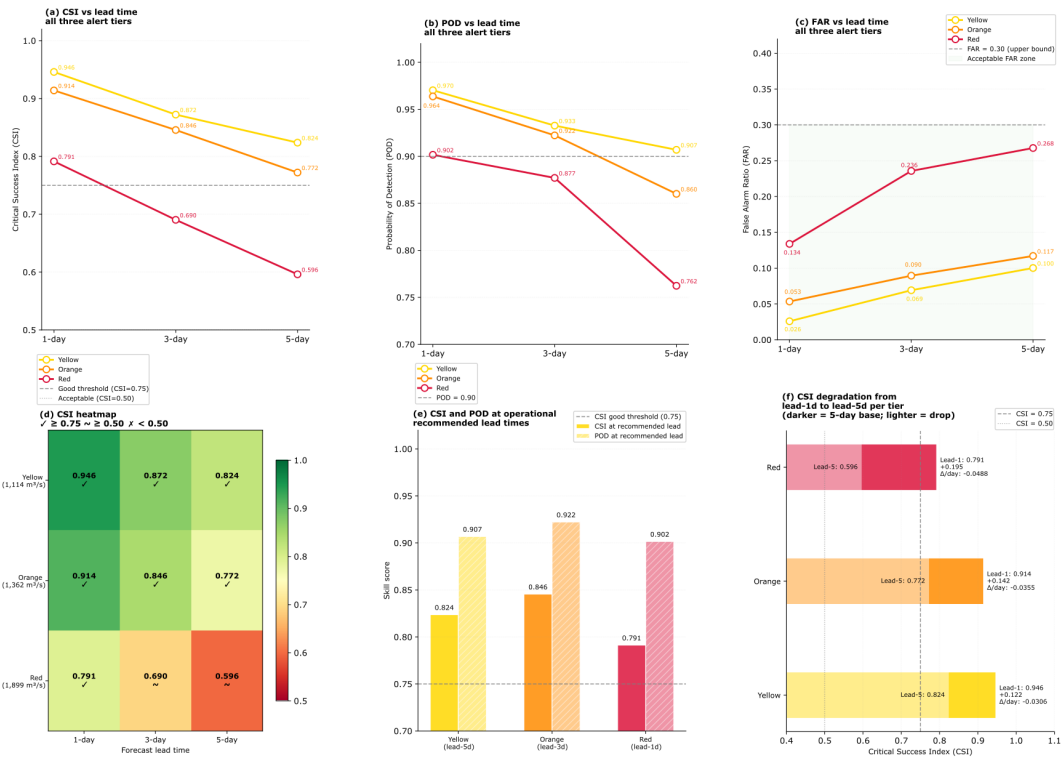 (a) CSI vs lead time
all three alert tiers
1.0
0.9
0.8
0.7
0.6
0.5
Critical Success Index (CSI)
0.946
0.872
0.824
0.914
0.846
0.772
0.791
0.690
0.596
1-day
3-day
5-day
Yellow
Orange
Red
Good threshold (CSI=0.75)
Acceptable (CSI=0.50)
(b) POD vs lead time
all three alert tiers
1.00
0.95
0.90
0.85
0.80
0.75
0.70
Probability of Detection (POD)
0.970
0.933
0.907
0.964
0.922
0.860
0.902
0.877
0.762
1-day
3-day
5-day
Yellow
Orange
Red
POD = 0.90
(c) FAR vs lead time
all three alert tiers
Yellow
Orange
Red
FAR = 0.30 (upper bound)
Acceptable FAR zone
0.40
0.35
0.30
0.25
0.20
0.15
0.10
0.05
0.00
False Alarm Ratio (FAR)
0.134
0.236
0.268
0.053
0.090
0.117
0.026
0.069
0.100
1-day
3-day
5-day
(d) CSI heatmap
✓ ≥ 0.75 ~ ≥ 0.50 ✗ < 0.50
Yellow
(1,114 m³/s)
0.946
✓
0.872
✓
0.824
✓
Orange
(1,362 m³/s)
0.914
✓
0.846
✓
0.772
✓
Red
(1,899 m³/s)
0.791
✓
0.690
~
0.596
~
1-day
3-day
5-day
Forecast lead time
1.0
0.9
0.8
0.7
0.6
0.5
(e) CSI and POD at operational
recommended lead times
CSI good threshold (0.75)
CSI at recommended lead
POD at recommended lead
1.00
0.95
0.90
0.85
0.80
0.75
0.70
Skill score
0.824
0.907
0.846
0.922
0.791
0.902
Yellow
(lead-5d)
Orange
(lead-3d)
Red
(lead-1d)
(f) CSI degradation from
lead-1d to lead-5d per tier
(darker = 5-day base; lighter = drop)
CSI = 0.75
CSI = 0.50
Red
Lead-5: 0.596
Lead-1: 0.791
+0.195
Δ/day: -0.0488
Orange
Lead-5: 0.772
Lead-1: 0.914
+0.142
Δ/day: -0.0355
Yellow
Lead-5: 0.824
Lead-1: 0.946
+0.122
Δ/day: -0.0306
0.4
0.5
0.6
0.7
0.8
0.9
1.0
1.1
Critical Success Index (CSI)